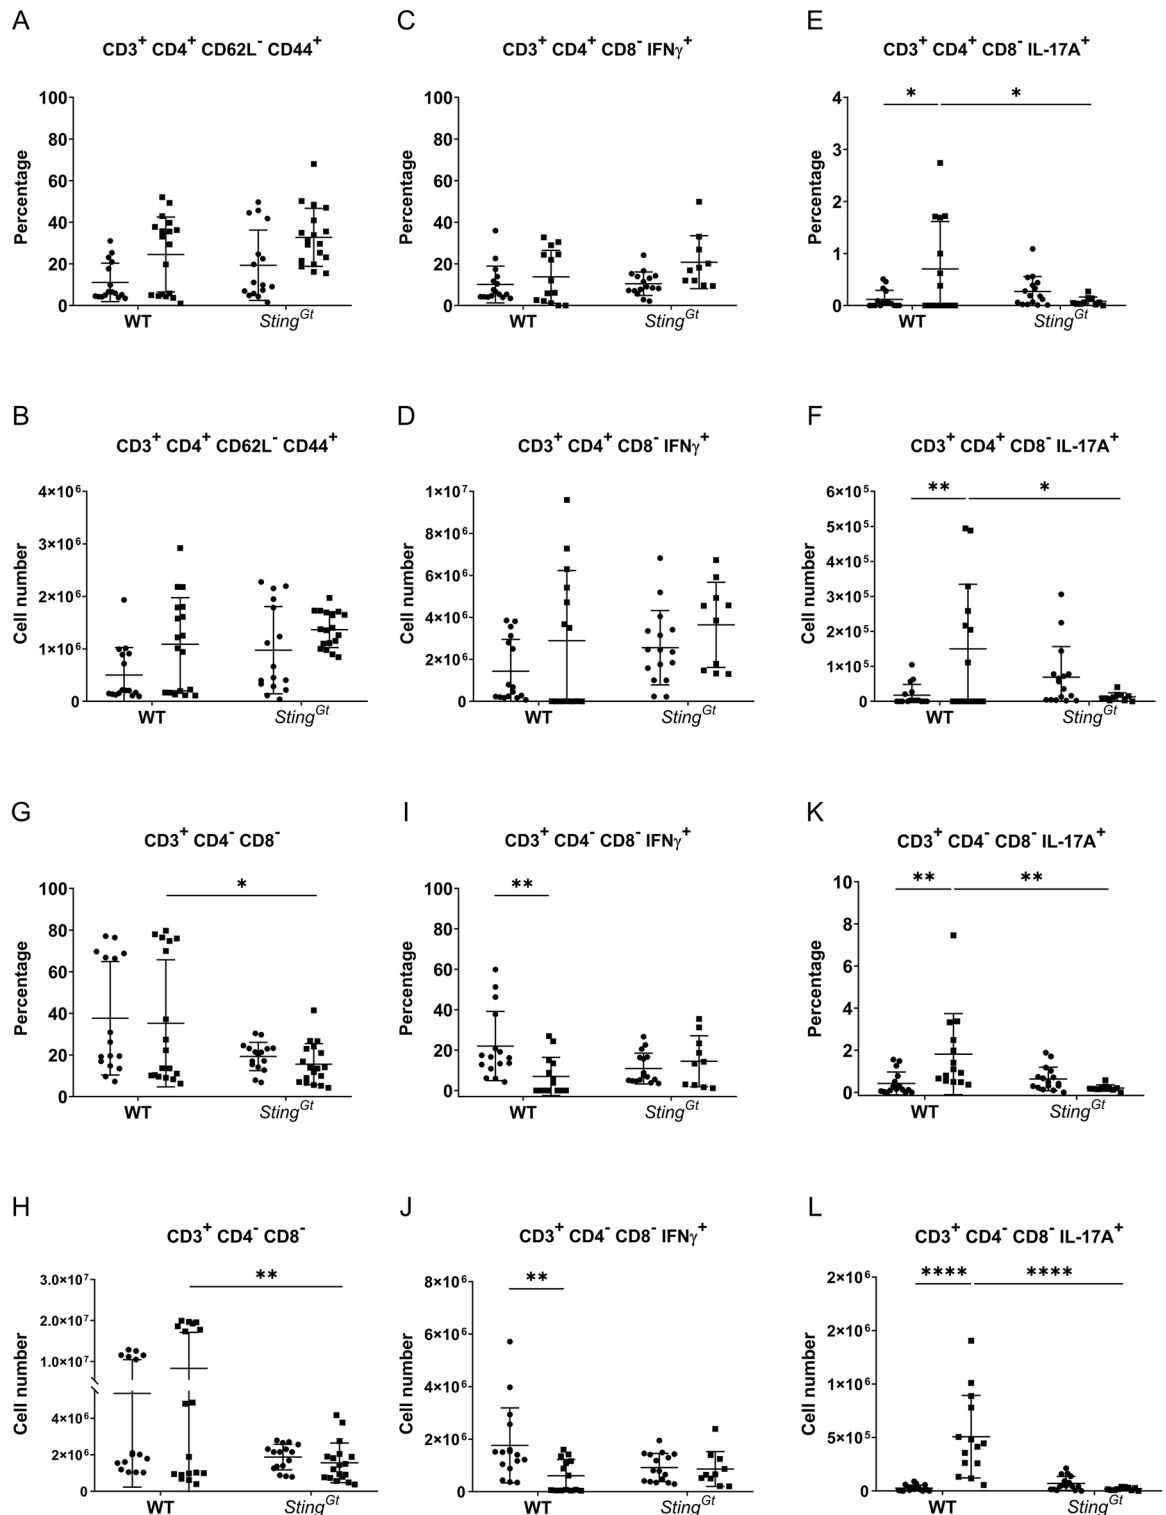 A
CD3+ CD4+ CD62L- CD44+
Percentage
100
80
60
40
20
0
WT
StingGt
C
CD3+ CD4+ CD8- IFNγ+
Percentage
100
80
60
40
20
0
WT
StingGt
E
CD3+ CD4+ CD8- IL-17A+
Percentage
4
3
2
1
0
*
*
WT
StingGt
B
CD3+ CD4+ CD62L- CD44+
Cell number
4×10⁶
3×10⁶
2×10⁶
1×10⁶
0
WT
StingGt
D
CD3+ CD4+ CD8- IFNγ+
Cell number
1×10⁷
8×10⁶
6×10⁶
4×10⁶
2×10⁶
0
WT
StingGt
F
CD3+ CD4+ CD8- IL-17A+
Cell number
6×10⁵
5×10⁵
4×10⁵
3×10⁵
2×10⁵
1×10⁵
0
**
*
WT
StingGt
G
CD3+ CD4- CD8-
Percentage
100
80
60
40
20
0
*
WT
StingGt
I
CD3+ CD4- CD8- IFNγ+
Percentage
100
80
60
40
20
0
**
WT
StingGt
K
CD3+ CD4- CD8- IL-17A+
Percentage
10
8
6
4
2
0
**
**
WT
StingGt
H
CD3+ CD4- CD8-
Cell number
3.0×10⁷
2.0×10⁷
1.0×10⁷
4×10⁶
2×10⁶
0
**
WT
StingGt
J
CD3+ CD4- CD8- IFNγ+
Cell number
8×10⁶
6×10⁶
4×10⁶
2×10⁶
0
**
WT
StingGt
L
CD3+ CD4- CD8- IL-17A+
Cell number
2×10⁶
2×10⁶
1×10⁶
5×10⁵
0
****
****
WT
StingGt